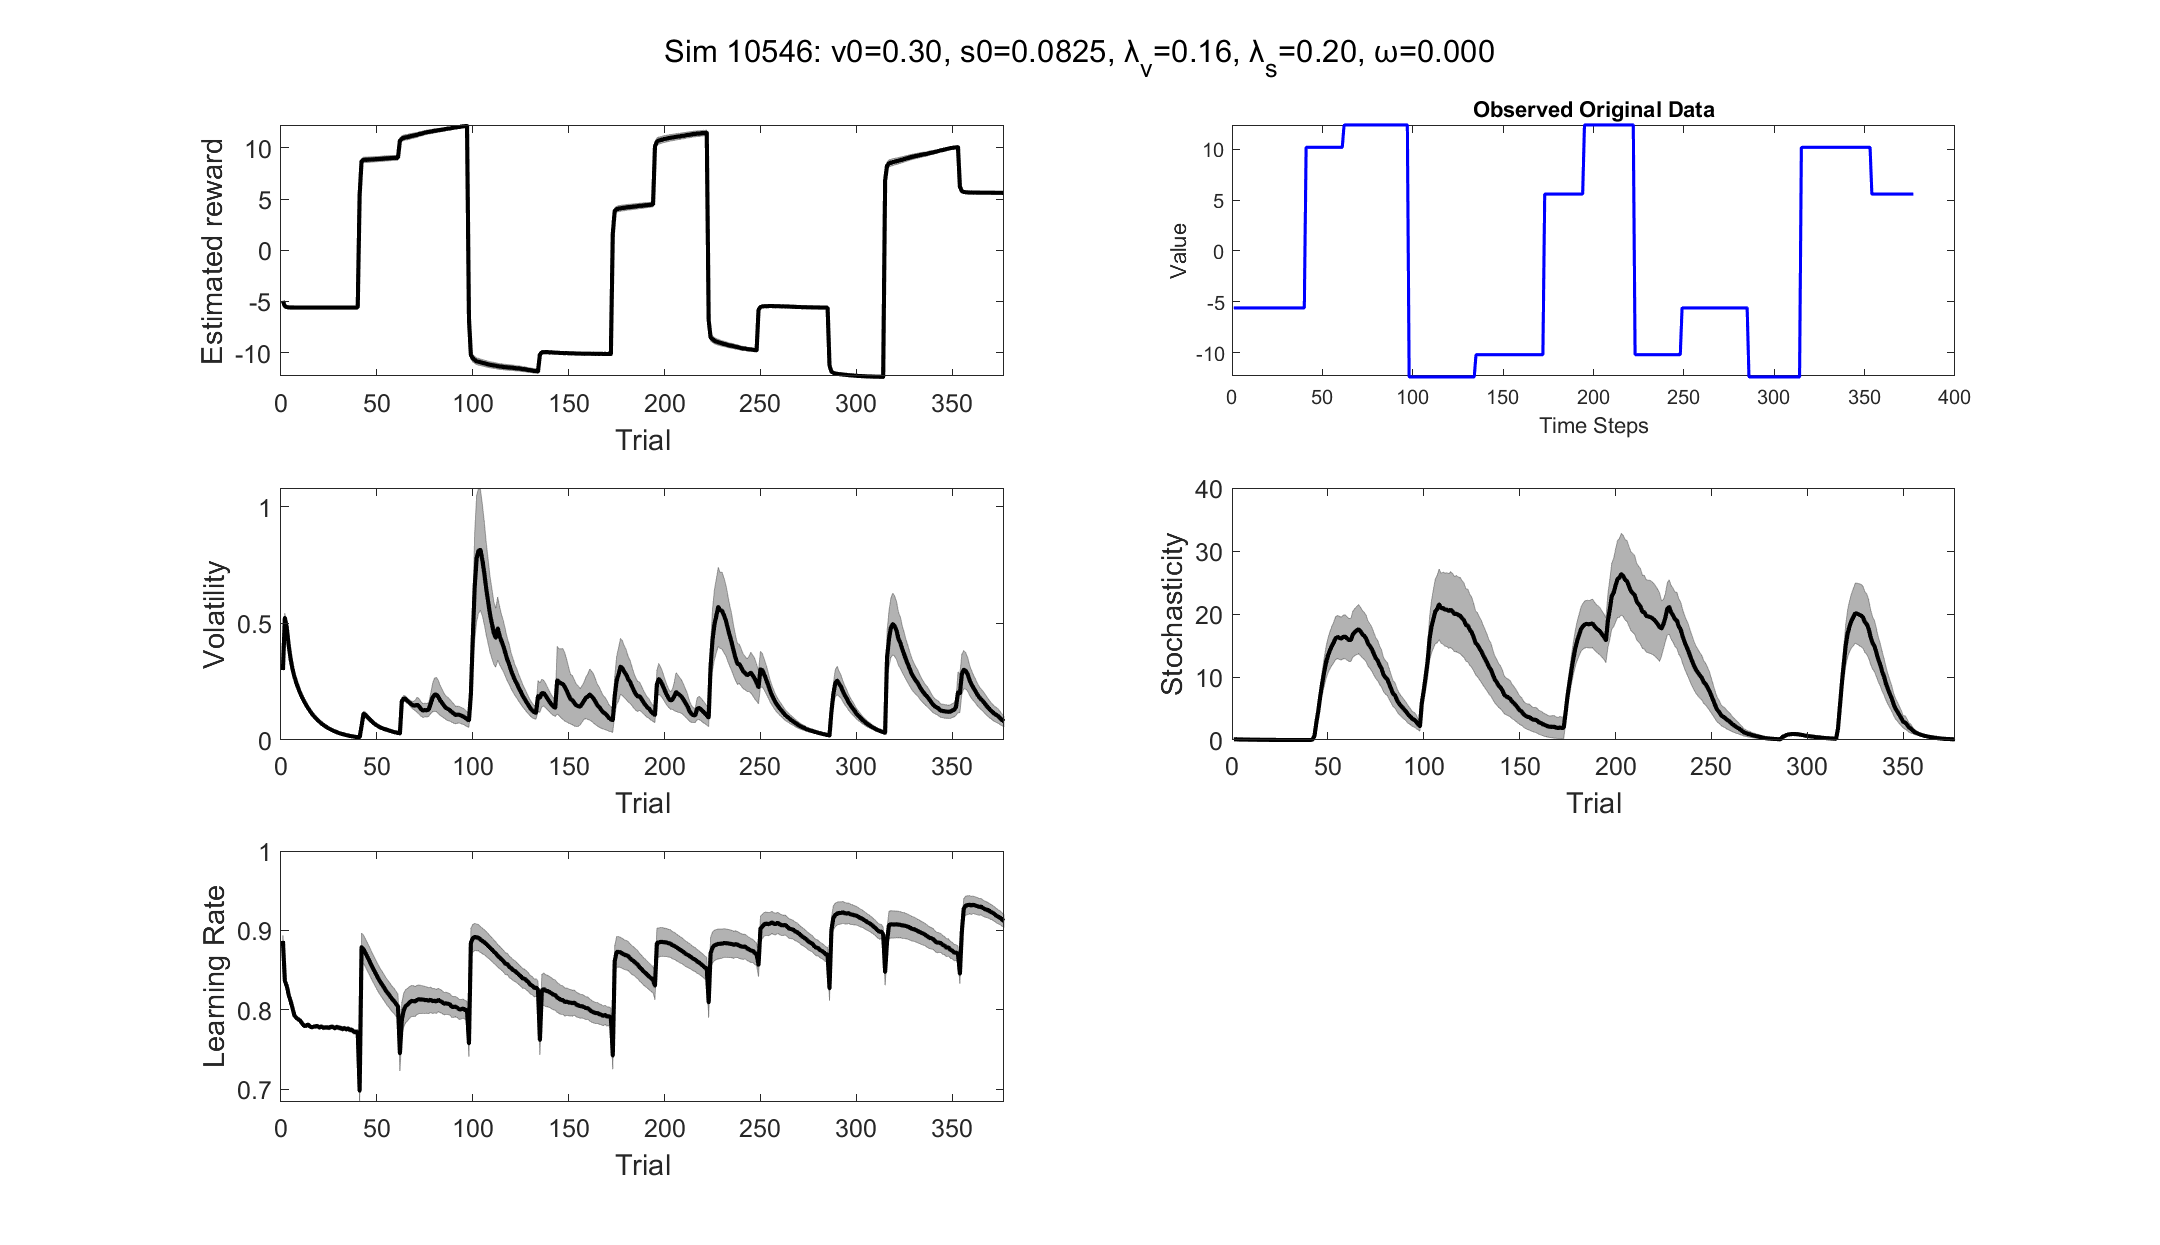 Sim 10546: v0=0.30, s0=0.0825, λ_v=0.16, λ_s=0.20, ω=0.000
Estimated reward
10
5
0
-5
-10
0 50 100 150 200 250 300 350
Trial
Observed Original Data
Value
10
5
0
-5
-10
0 50 100 150 200 250 300 350 400
Time Steps
Volatility
1
0.5
0
0 50 100 150 200 250 300 350
Trial
Stochasticity
40
30
20
10
0
0 50 100 150 200 250 300 350
Trial
Learning Rate
1
0.9
0.8
0.7
0 50 100 150 200 250 300 350
Trial